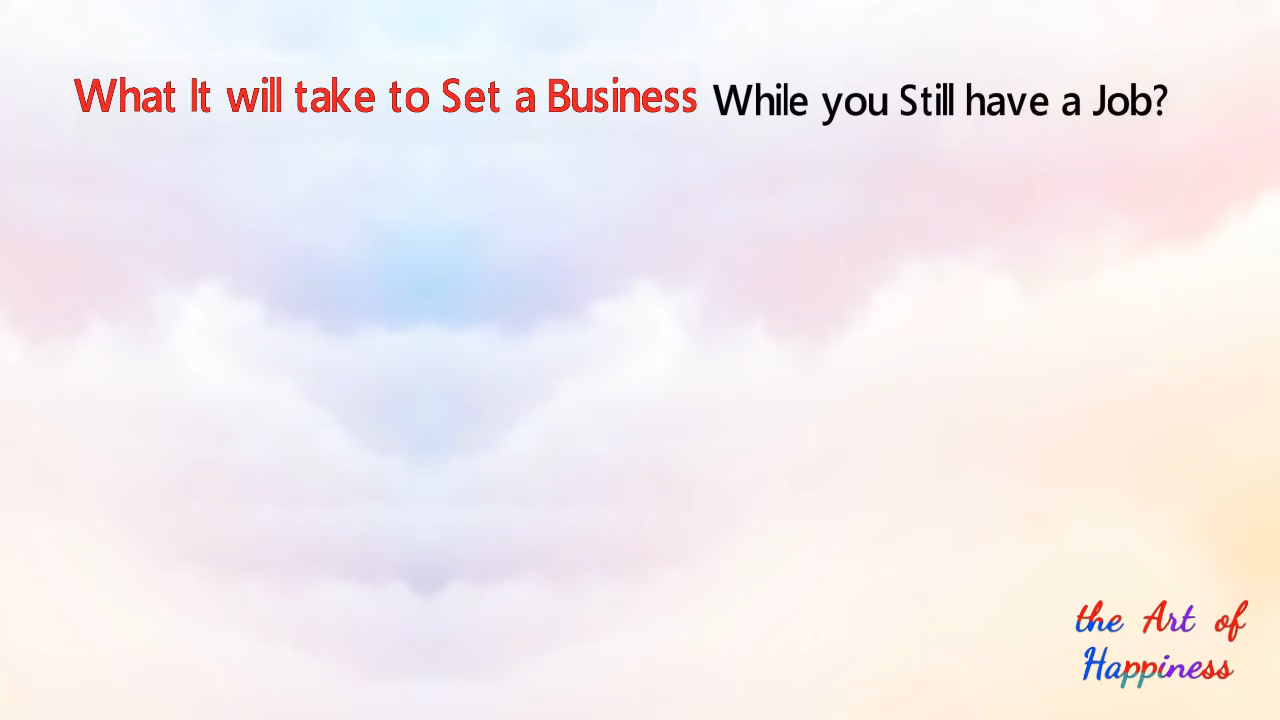 What It will take to Set a Business While you Still have a Job?
the Art of
Happiness